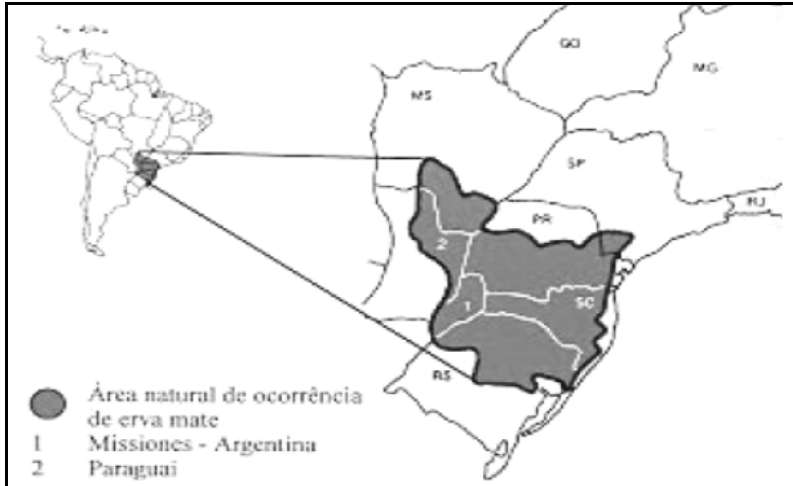 GO
MG
MS
SP
RJ
PR
2
1
SC
RS
Área natural de ocorrência
de erva mate
1 Missiones - Argentina
2 Paraguai